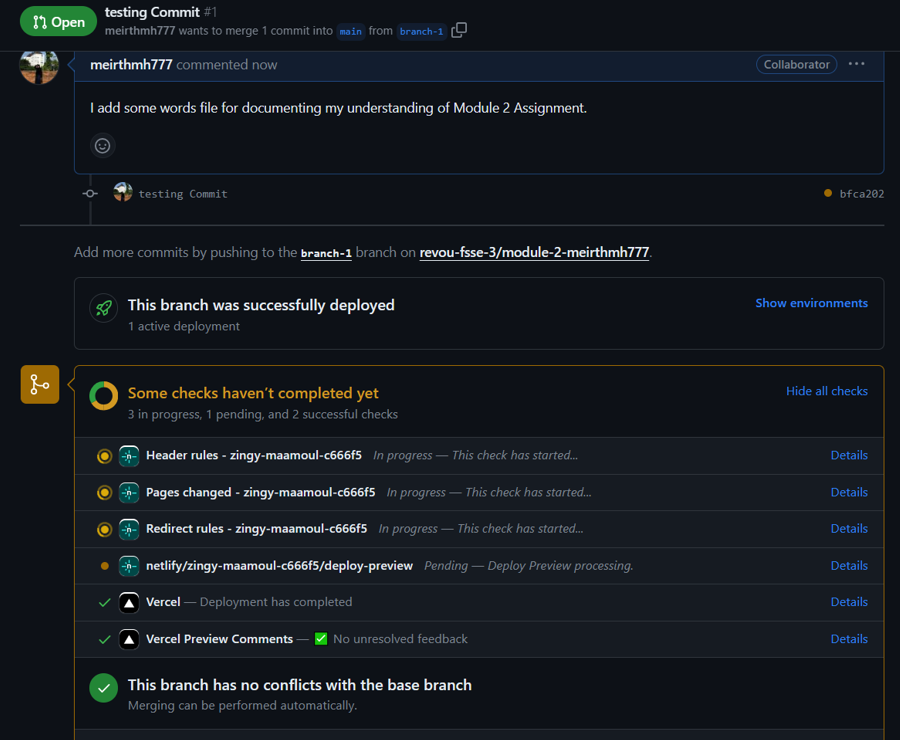 Open
testing Commit #1
meirthmh777 wants to merge 1 commit into main from branch-1
meirthmh777 commented now
Collaborator
I add some words file for documenting my understanding of Module 2 Assignment.
testing Commit
bfca202
Add more commits by pushing to the branch-1 branch on revou-fsse-3/module-2-meirthmh777.
This branch was successfully deployed
Show environments
1 active deployment
Some checks haven't completed yet
Hide all checks
3 in progress, 1 pending, and 2 successful checks
Header rules - zingy-maamoul-c666f5 In progress — This check has started... Details
Pages changed - zingy-maamoul-c666f5 In progress — This check has started... Details
Redirect rules - zingy-maamoul-c666f5 In progress — This check has started... Details
netlify/zingy-maamoul-c666f5/deploy-preview Pending — Deploy Preview processing. Details
Vercel — Deployment has completed Details
Vercel Preview Comments — ✅ No unresolved feedback Details
This branch has no conflicts with the base branch
Merging can be performed automatically.